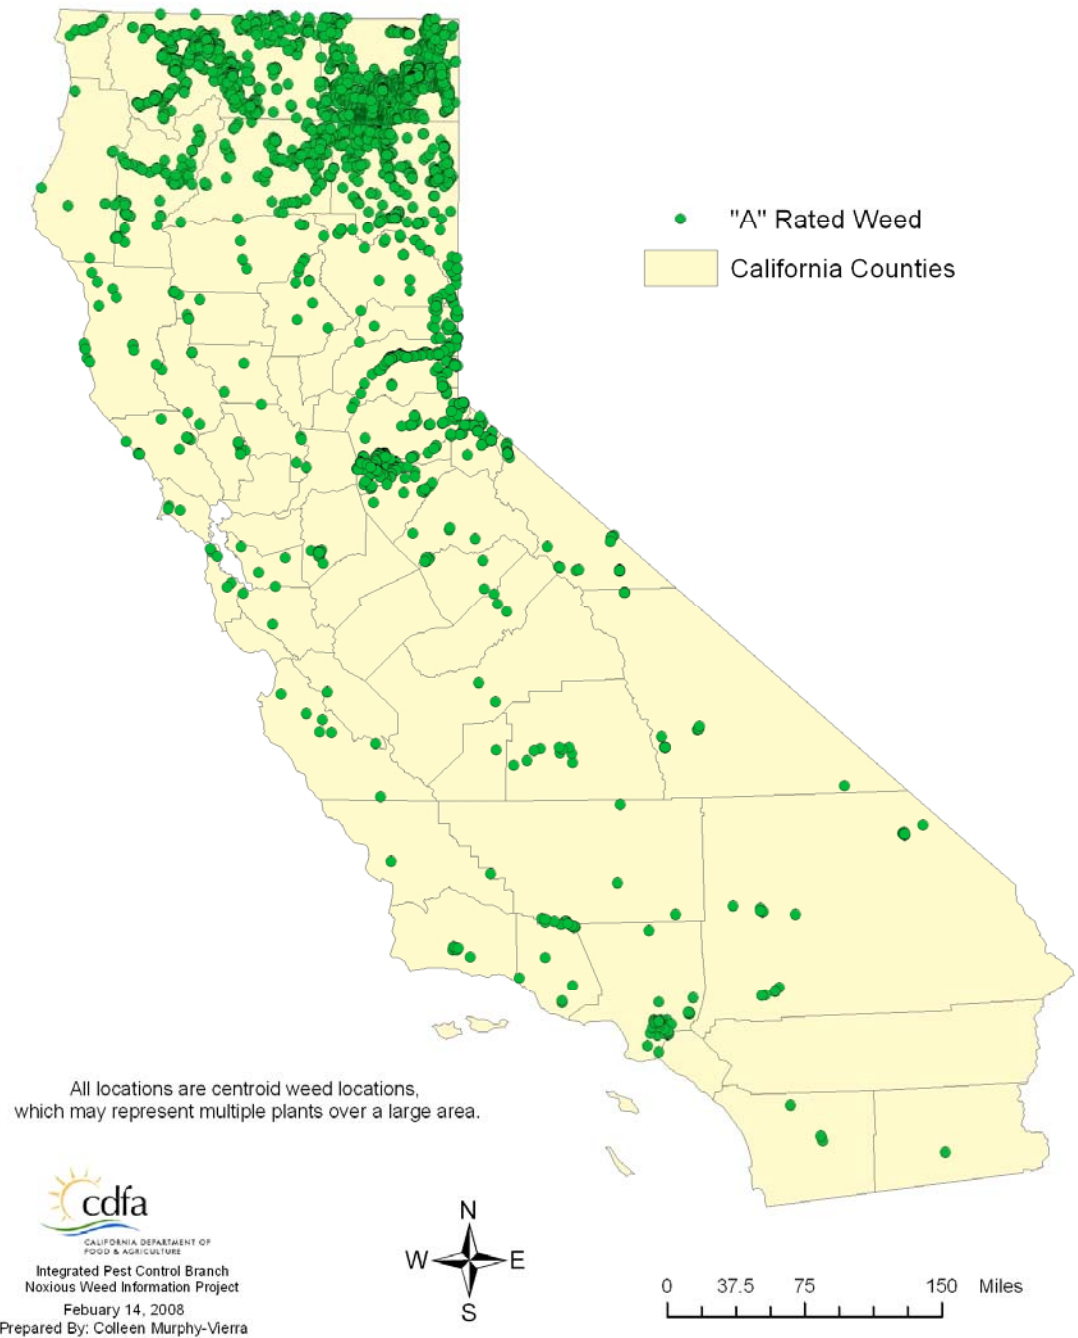 "A" Rated Weed
California Counties
All locations are centroid weed locations,
which may represent multiple plants over a large area.
cdfa
CALIFORNIA DEPARTMENT OF
FOOD & AGRICULTURE
Integrated Pest Control Branch
Noxious Weed Information Project
Febuary 14, 2008
Prepared By: Colleen Murphy-Vierra
N
W E
S
0 37.5 75 150 Miles